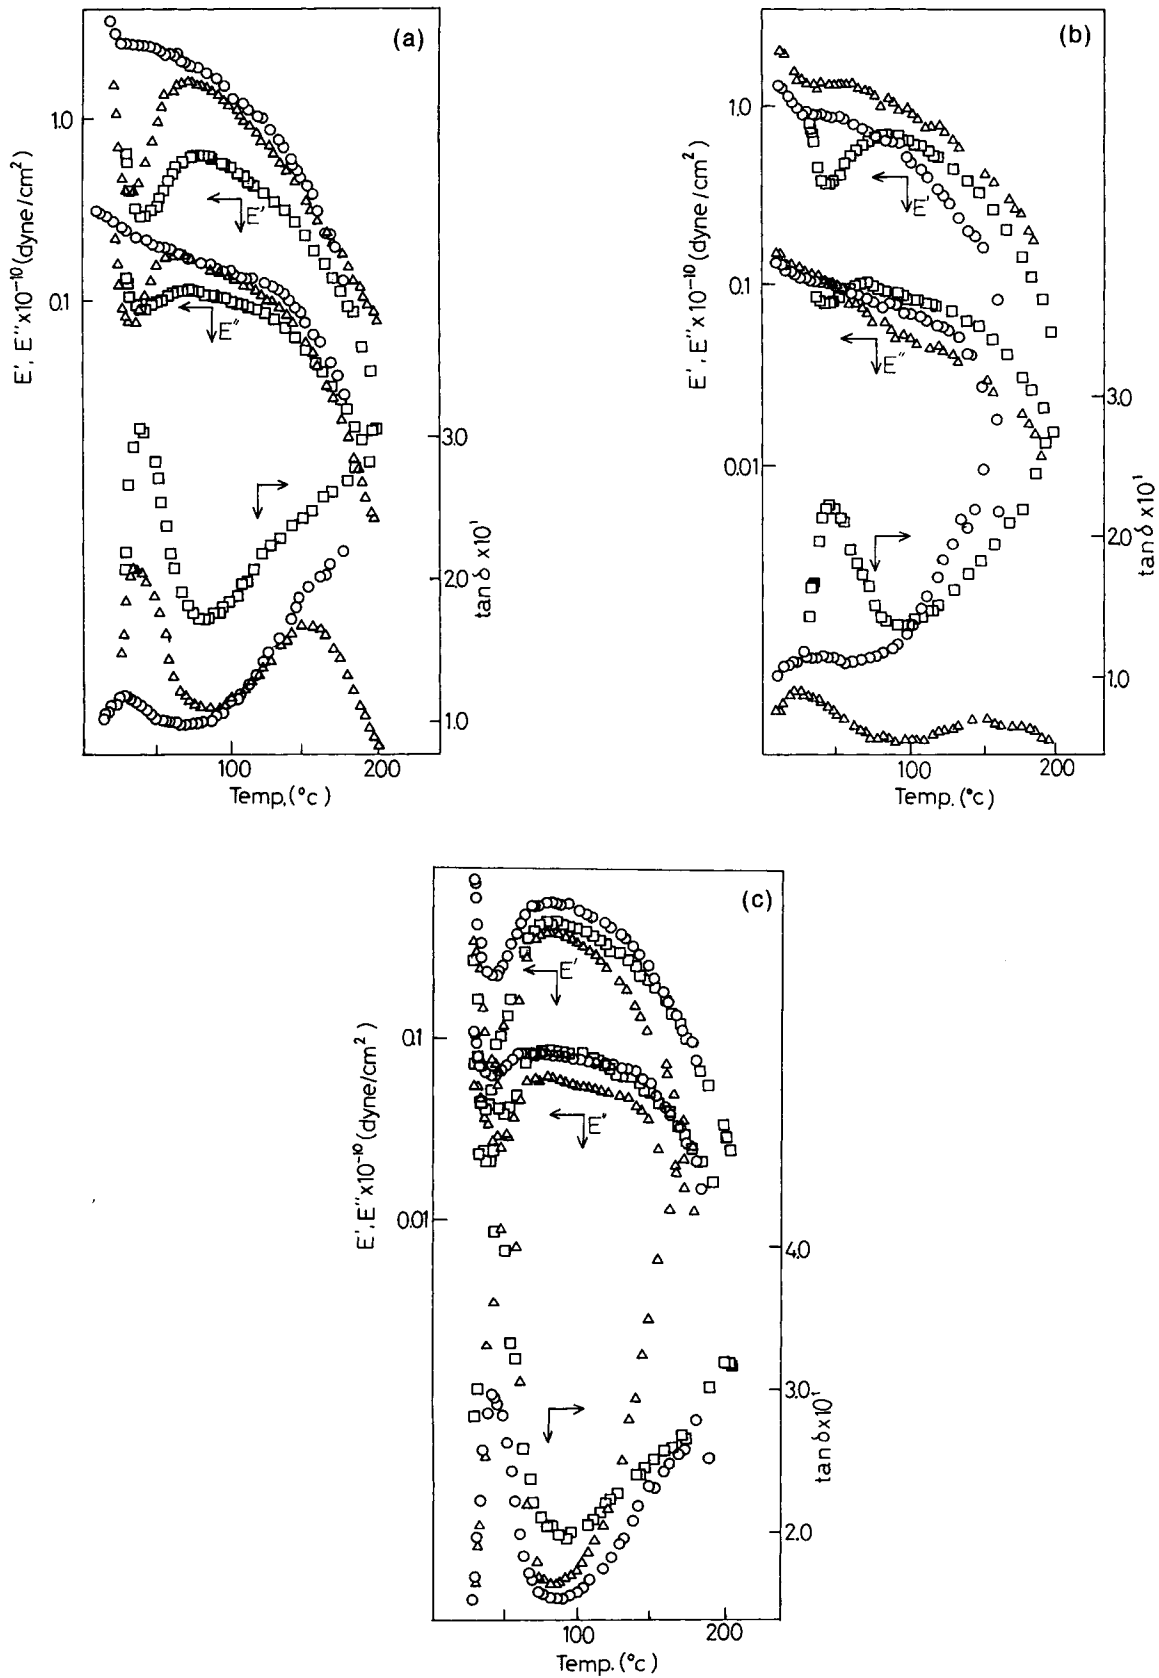 (a)
1.0
0.1
E', E"x10⁻¹⁰(dyne/cm²)
E'
E"
3.0
2.0
1.0
tan δ x10¹
100
200
Temp.(°c)
(b)
1.0
0.1
0.01
E', E"x10⁻¹⁰(dyne/cm²)
E'
E"
3.0
2.0
1.0
tan δ x10¹
100
200
Temp.(°c)
(c)
0.1
0.01
E', E"x10⁻¹⁰(dyne/cm²)
E'
E"
4.0
3.0
2.0
tan δ x10¹
100
200
Temp.(°c)